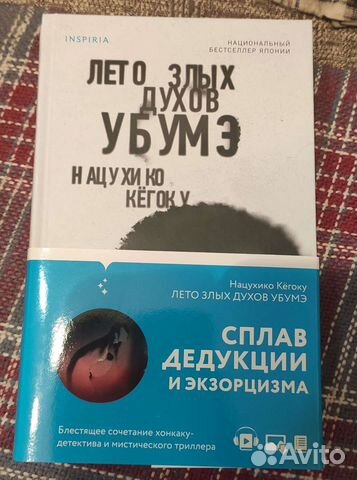 INSPIRIA
НАЦИОНАЛЬНЫЙ
БЕСТСЕЛЛЕР ЯПОНИИ
ЛЕТО ЗЛЫХ
ДУХОВ
УБУМЭ
НАЦУХИКО
КЁГОКУ
Нацухико Кёгоку
ЛЕТО ЗЛЫХ ДУХОВ УБУМЭ
СПЛАВ
ДЕДУКЦИИ
И ЭКЗОРЦИЗМА
Блестящее сочетание хонкаку-
детектива и мистического триллера
Avito